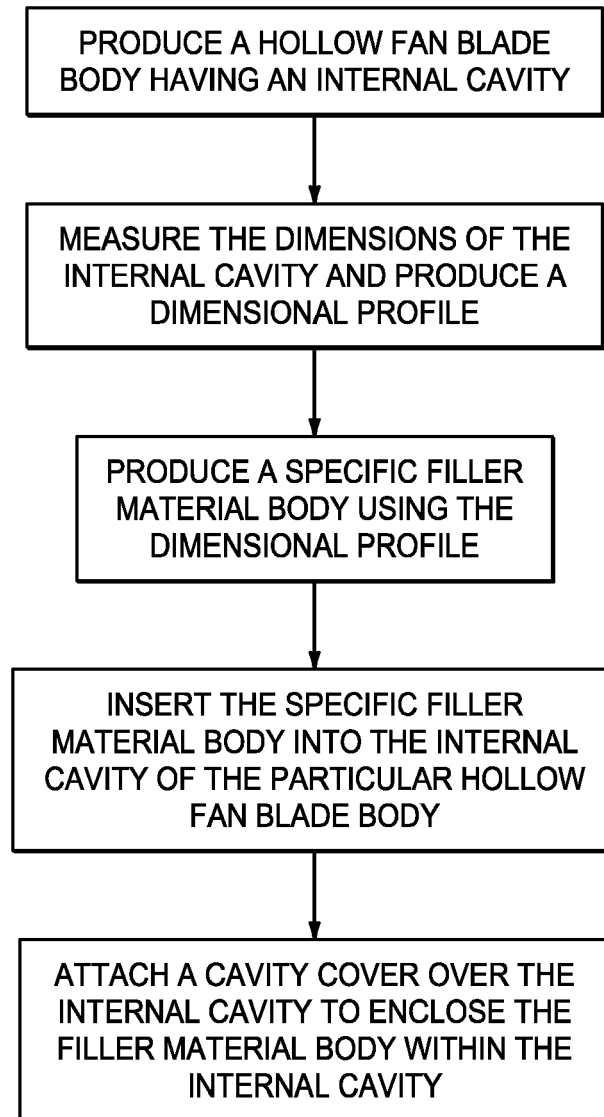 PRODUCE A HOLLOW FAN BLADE
BODY HAVING AN INTERNAL CAVITY
MEASURE THE DIMENSIONS OF THE
INTERNAL CAVITY AND PRODUCE A
DIMENSIONAL PROFILE
PRODUCE A SPECIFIC FILLER
MATERIAL BODY USING THE
DIMENSIONAL PROFILE
INSERT THE SPECIFIC FILLER
MATERIAL BODY INTO THE INTERNAL
CAVITY OF THE PARTICULAR HOLLOW
FAN BLADE BODY
ATTACH A CAVITY COVER OVER THE
INTERNAL CAVITY TO ENCLOSE THE
FILLER MATERIAL BODY WITHIN THE
INTERNAL CAVITY